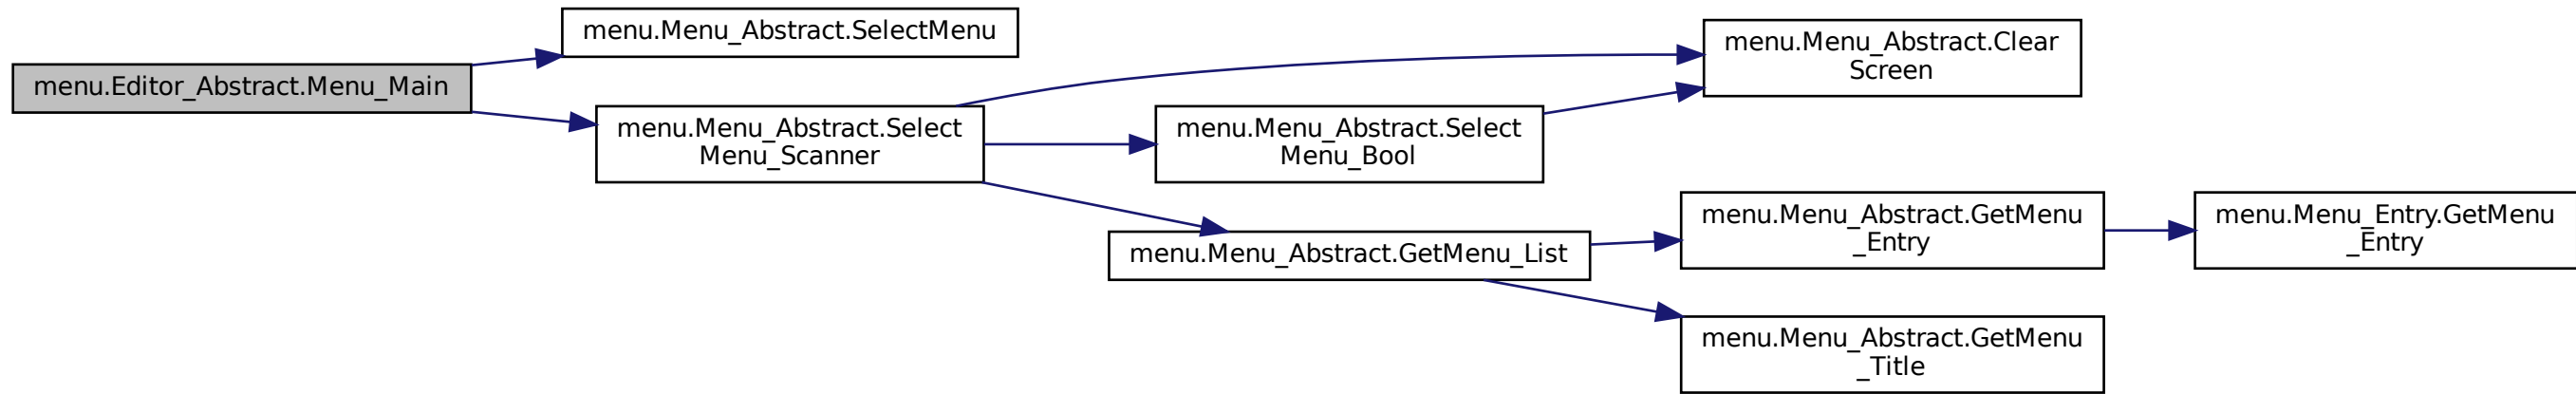 menu.Editor_Abstract.Menu_Main
menu.Menu_Abstract.SelectMenu
menu.Menu_Abstract.Select
Menu_Scanner
menu.Menu_Abstract.Clear
Screen
menu.Menu_Abstract.Select
Menu_Bool
menu.Menu_Abstract.GetMenu_List
menu.Menu_Abstract.GetMenu
_Entry
menu.Menu_Entry.GetMenu
_Entry
menu.Menu_Abstract.GetMenu
_Title